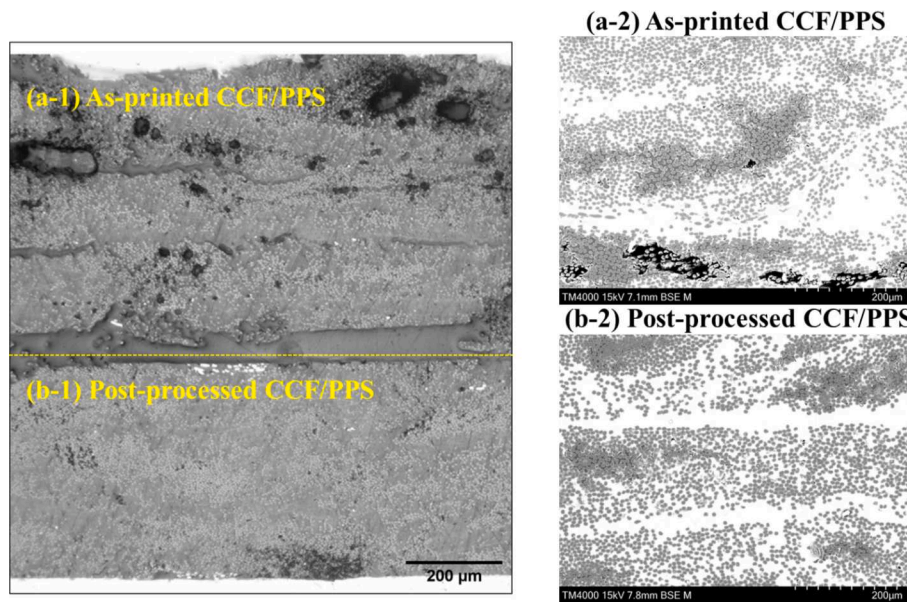 (a-1) As-printed CCF/PPS
(b-1) Post-processed CCF/PPS
200 μm
(a-2) As-printed CCF/PPS
TM4000 15kV 7.1mm BSE M
200μm
(b-2) Post-processed CCF/PPS
TM4000 15kV 7.8mm BSE M
200μm